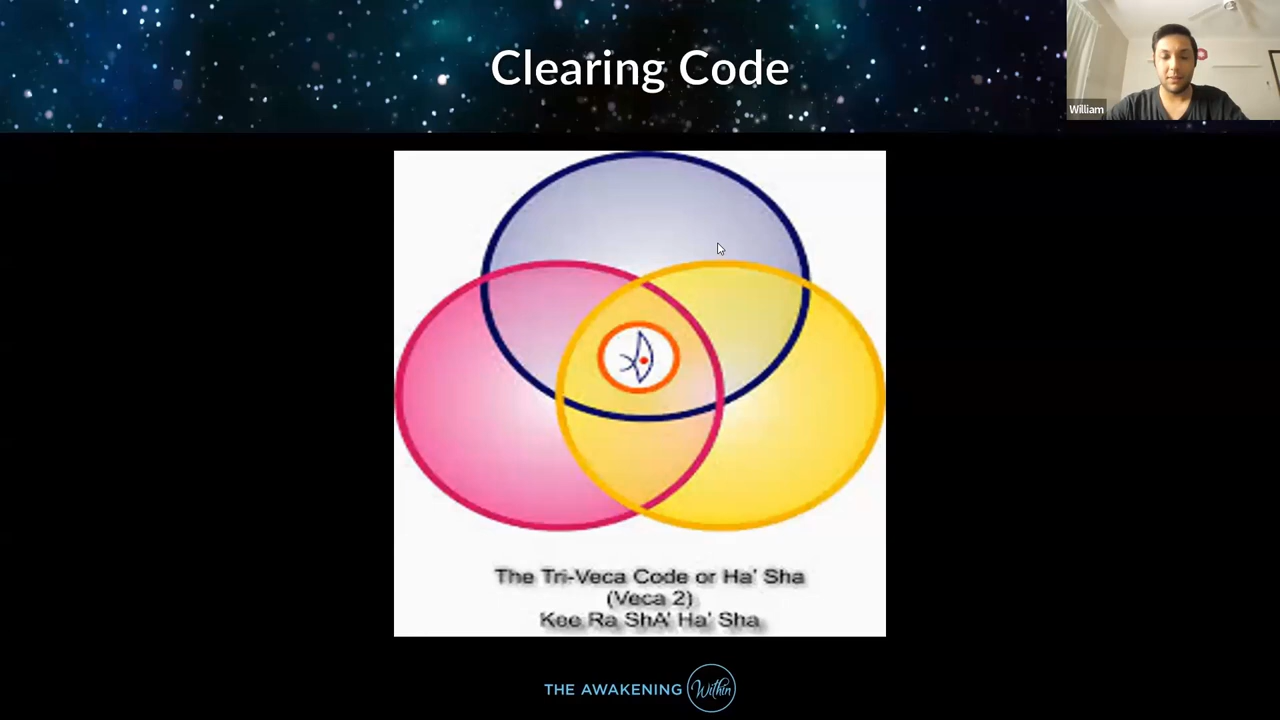 Clearing Code
William
The Tri-Veca Code or Ha' Sha
(Veca 2)
Kee Ra ShA' Ha' Sha
THE AWAKENING Within